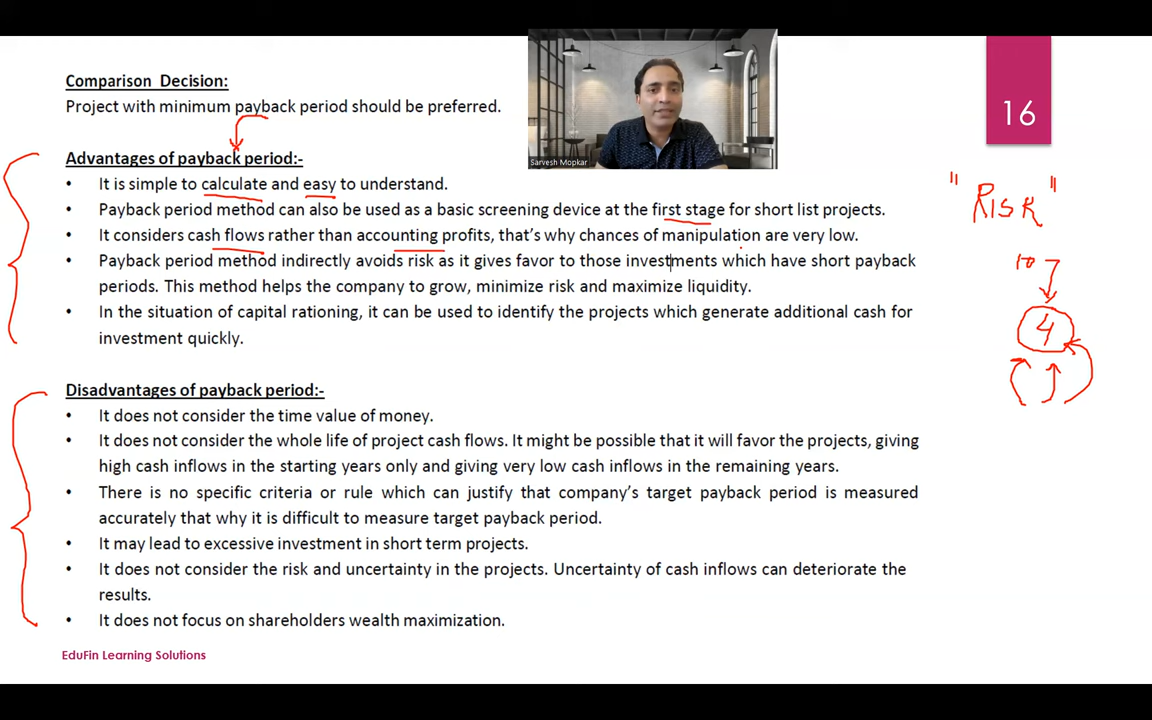 Comparison Decision:
Project with minimum payback period should be preferred.
Sarvesh Mopkar
16
Advantages of payback period:-
• It is simple to calculate and easy to understand.
• Payback period method can also be used as a basic screening device at the first stage for short list projects.
• It considers cash flows rather than accounting profits, that's why chances of manipulation are very low.
• Payback period method indirectly avoids risk as it gives favor to those investments which have short payback
periods. This method helps the company to grow, minimize risk and maximize liquidity.
• In the situation of capital rationing, it can be used to identify the projects which generate additional cash for
investment quickly.
"RISK"
10
4
Disadvantages of payback period:-
• It does not consider the time value of money.
• It does not consider the whole life of project cash flows. It might be possible that it will favor the projects, giving
high cash inflows in the starting years only and giving very low cash inflows in the remaining years.
• There is no specific criteria or rule which can justify that company's target payback period is measured
accurately that why it is difficult to measure target payback period.
• It may lead to excessive investment in short term projects.
• It does not consider the risk and uncertainty in the projects. Uncertainty of cash inflows can deteriorate the
results.
• It does not focus on shareholders wealth maximization.
EduFin Learning Solutions